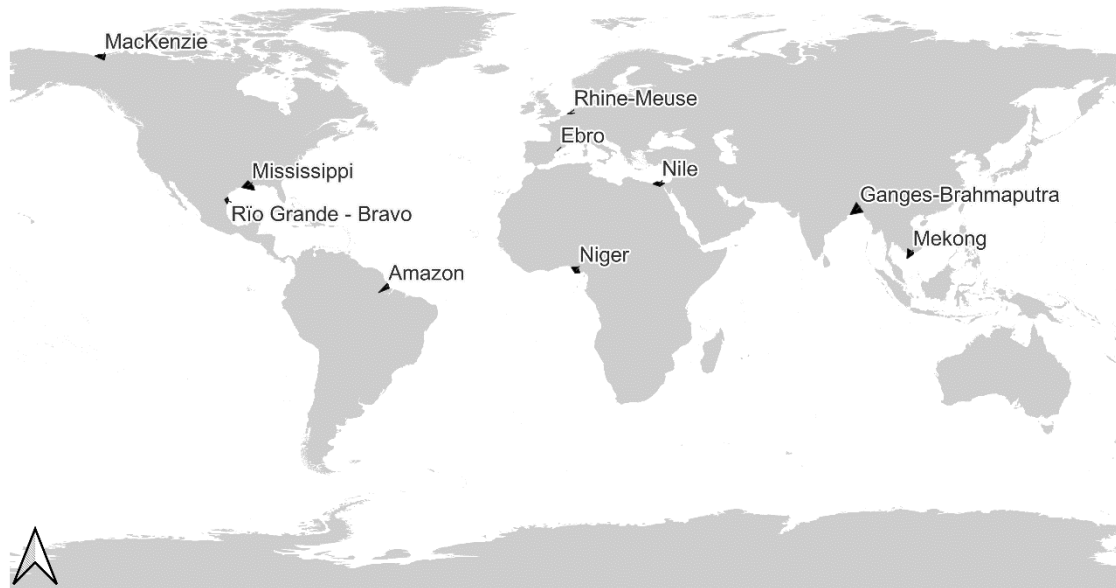 MacKenzie
Rhine-Meuse
Ebro
Mississippi
Nile
Ganges-Brahmaputra
Rïo Grande - Bravo
Mekong
Niger
Amazon